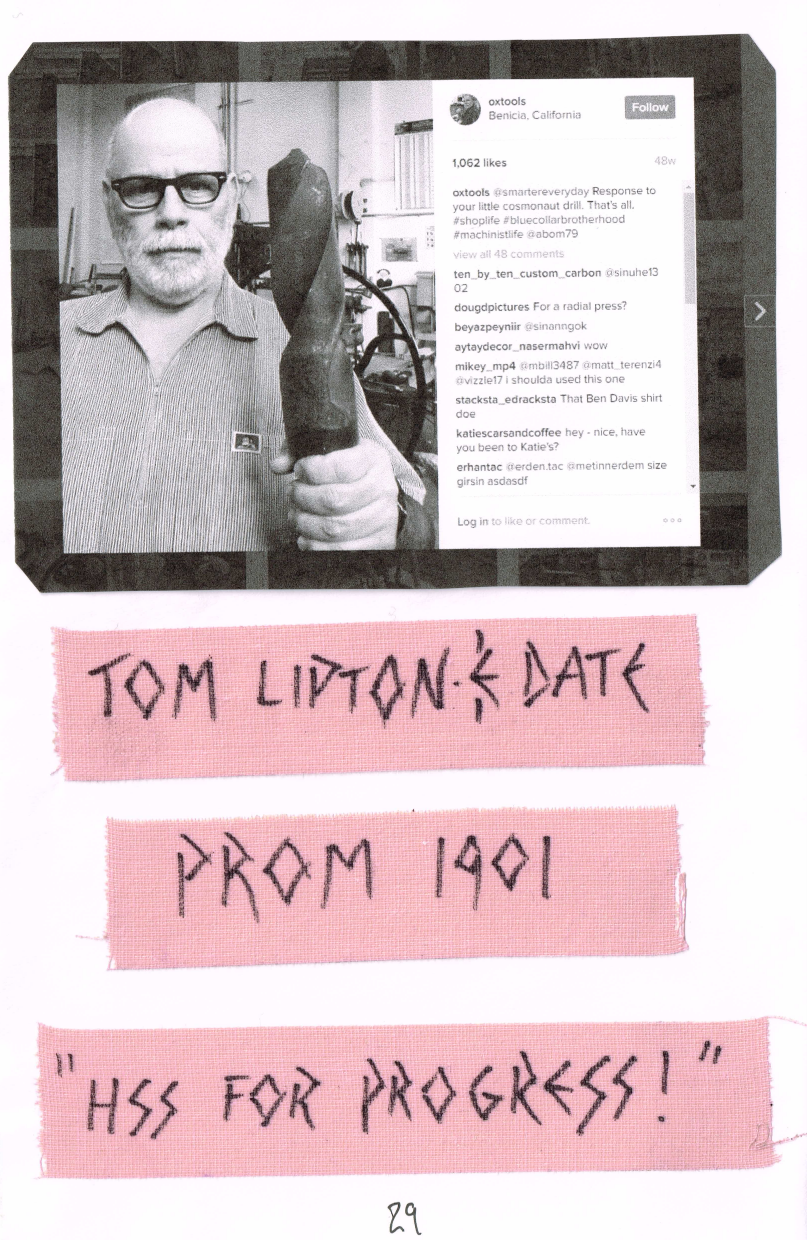 oxtools
Benicia, California
Follow
1,062 likes
48w
oxtools @smartereveryday Response to
your little cosmonaut drill. That's all.
#shoplife #bluecollarbrotherhood
#machinistlife @abom79
view all 48 comments
ten_by_ten_custom_carbon @sinuhe13
02
dougdpictures For a radial press?
beyazpeyniir @sinanngok
aytaydecor_nasermahvi wow
mikey_mp4 @mbill3487 @matt_terenzi4
@vizzle17 i shoulda used this one
stacksta_edracksta That Ben Davis shirt
doe
katiescarsandcoffee hey - nice, have
you been to Katie's?
erhantac @erden.tac @metinnerdem size
girsin asdasdf
Log in to like or comment.
TOM LIPTON & DATE
PROM 1901
"HSS FOR PROGRESS!"
29